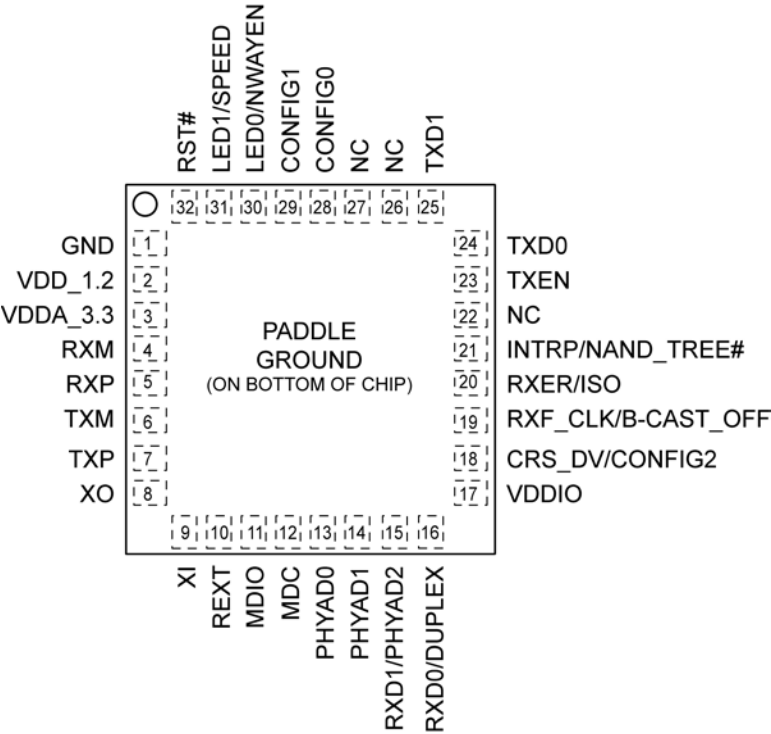 RST#
LED1/SPEED
LED0/NWAYEN
CONFIG1
CONFIG0
NC
NC
TXD1
32 31 30 29 28 27 26 25
GND 1
VDD_1.2 2
VDDA_3.3 3
RXM 4
RXP 5
TXM 6
TXP 7
XO 8
PADDLE
GROUND
(ON BOTTOM OF CHIP)
24 TXD0
23 TXEN
22 NC
21 INTRP/NAND_TREE#
20 RXER/ISO
19 RXF_CLK/B-CAST_OFF
18 CRS_DV/CONFIG2
17 VDDIO
9 10 11 12 13 14 15 16
XI
REXT
MDIO
MDC
PHYAD0
PHYAD1
RXD1/PHYAD2
RXD0/DUPLEX